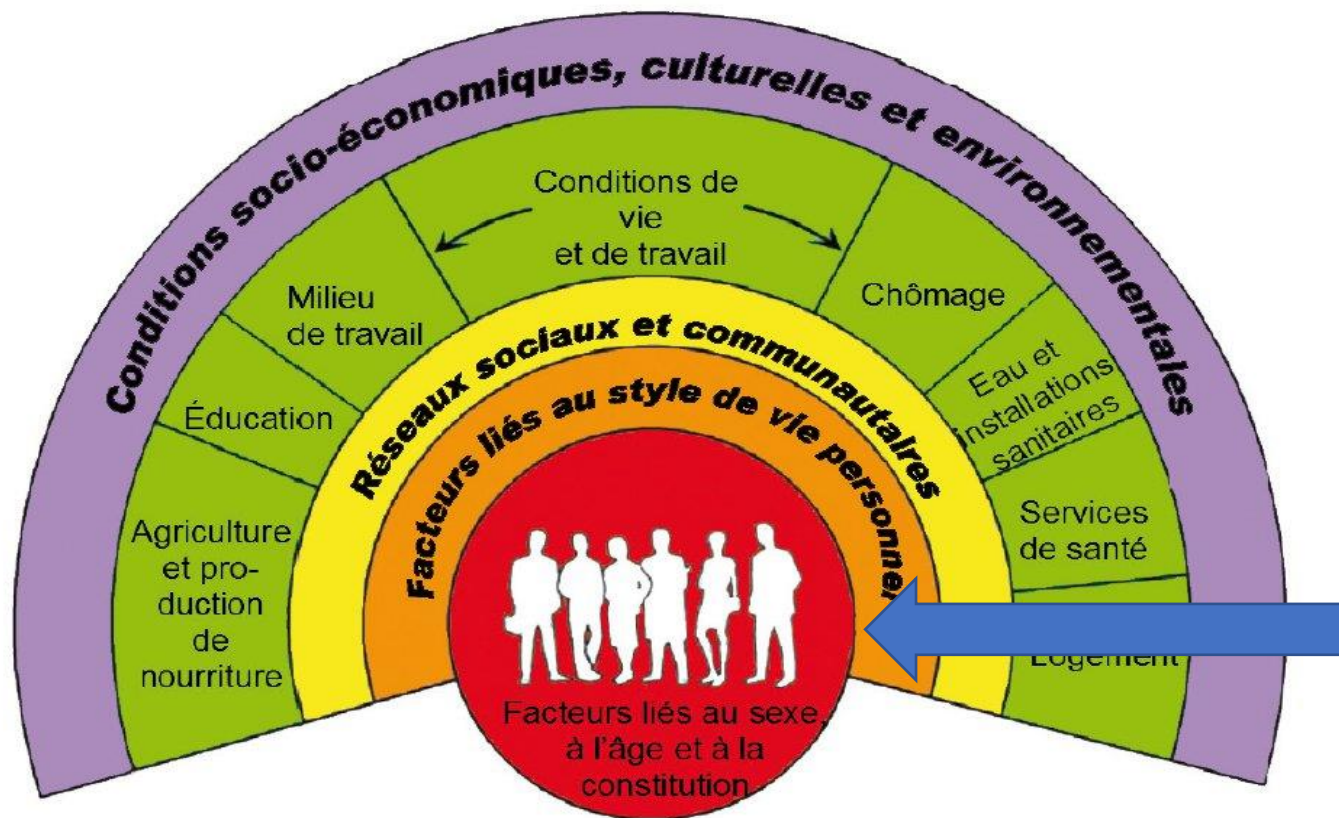 Conditions socio-économiques, culturelles et environnementales
Conditions de
vie
et de travail
Milieu
de travail
Éducation
Agriculture
et pro-
duction
de
nourriture
Chômage
Eau et
installations
sanitaires
Services
de santé
Logement
Réseaux sociaux et communautaires
Facteurs liés au style de vie personnel
Facteurs liés au sexe,
à l'âge et à la
constitution